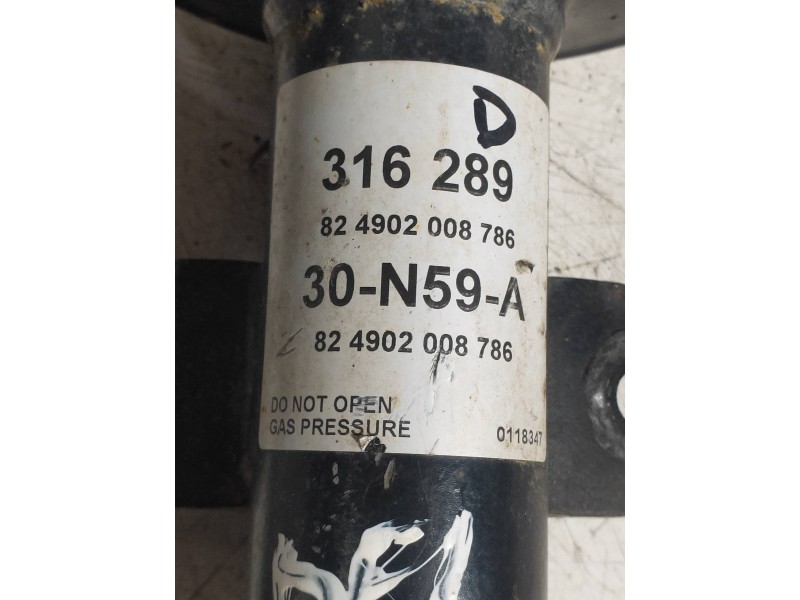 D
316 289
82 4902 008 786
30-N59-A
82 4902 008 786
DO NOT OPEN
GAS PRESSURE 0118347